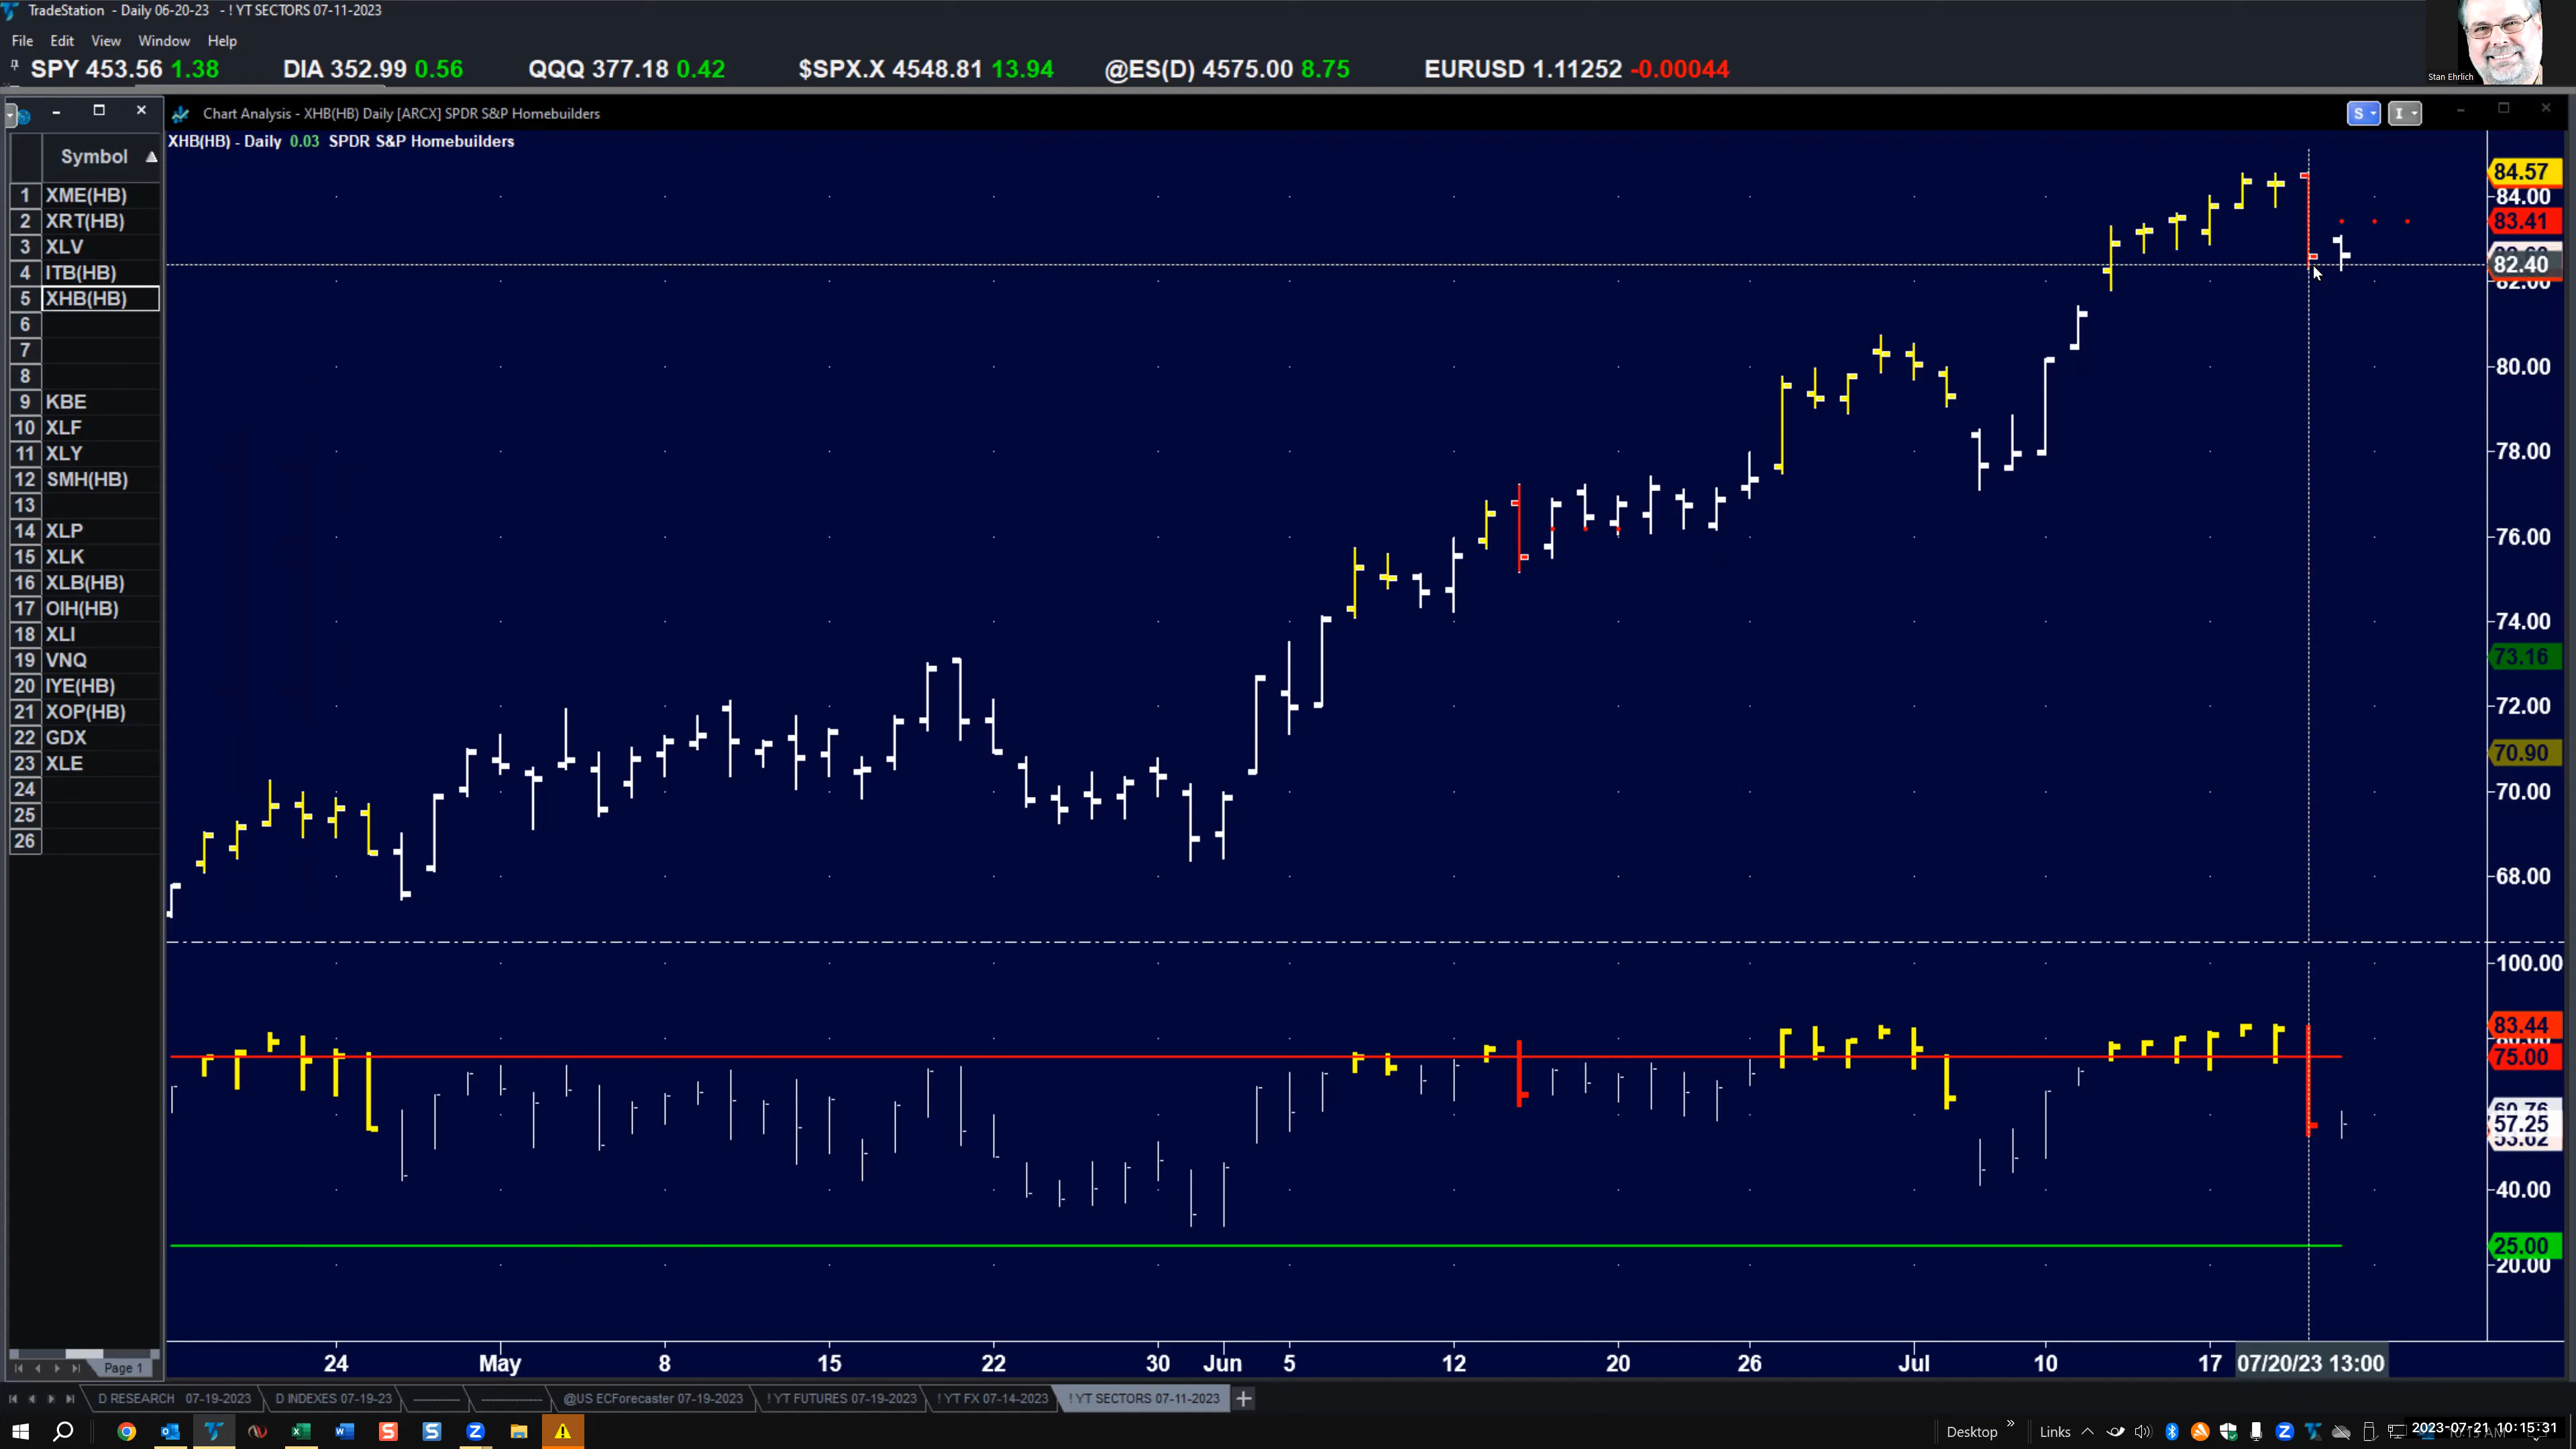 TradeStation - Daily 06-20-23 - ! YT SECTORS 07-11-2023
File Edit View Window Help
SPY 453.56 1.38 DIA 352.99 0.56 QQQ 377.18 0.42 $SPX.X 4548.81 13.94 @ES(D) 4575.00 8.75 EURUSD 1.11252 -0.00044
Stan Ehrlich
Chart Analysis - XHB(HB) Daily [ARCX] SPDR S&P Homebuilders
S I
XHB(HB) - Daily 0.03 SPDR S&P Homebuilders
Symbol
1 XME(HB)
2 XRT(HB)
3 XLV
4 ITB(HB)
5 XHB(HB)
6
7
8
9 KBE
10 XLF
11 XLY
12 SMH(HB)
13
14 XLP
15 XLK
16 XLB(HB)
17 OIH(HB)
18 XLI
19 VNQ
20 IYE(HB)
21 XOP(HB)
22 GDX
23 XLE
24
25
26
Page 1
84.57
84.00
83.41
82.40
82.00
80.00
78.00
76.00
74.00
73.16
72.00
70.90
70.00
68.00
100.00
83.44
80.00
75.00
60.76
57.25
53.62
40.00
25.00
20.00
24 May 8 15 22 30 Jun 5 12 20 26 Jul 10 17 07/20/23 13:00
D RESEARCH 07-19-2023 D INDEXES 07-19-23 @US ECForecaster 07-19-2023 ! YT FUTURES 07-19-2023 ! YT FX 07-14-2023 ! YT SECTORS 07-11-2023 +
Desktop » Links 2023-07-21, 10:15:31